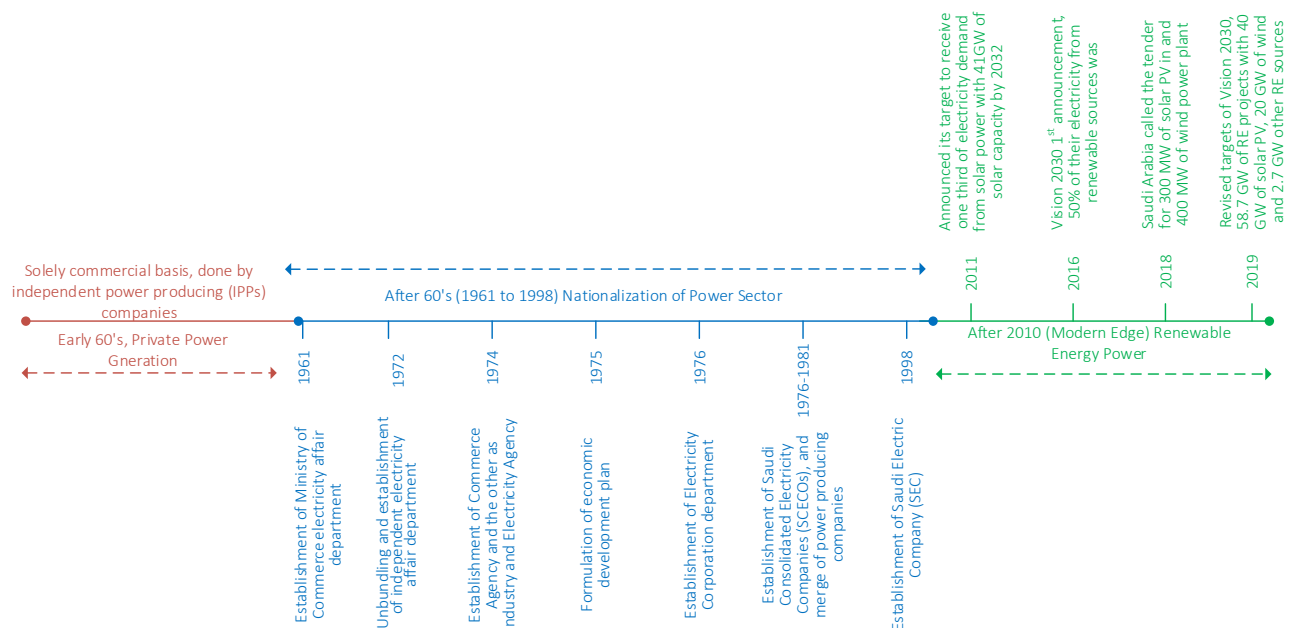 Solely commercial basis, done by
independent power producing (IPPs)
companies
Early 60's, Private Power
Gneration
After 60's (1961 to 1998) Nationalization of Power Sector
1961
Establishment of Ministry of
Commerce electricity affair
department
1972
Unbundling and establishment
of independent electricity
affair department
1974
Establishment of Commerce
Agency and the other as
ndustry and Electricity Agency
1975
Formulation of economic
development plan
1976
Establishment of Electricity
Corporation department
1976-1981
Establishment of Saudi
Consolidated Electricity
Companies (SCECOs), and
merge of power producing
companies
1998
Establishment of Saudi Electric
Company (SEC)
After 2010 (Modern Edge) Renewable
Energy Power
2011
Announced its target to receive
one third of electricity demand
from solar power with 41GW of
solar capacity by 2032
2016
Vision 2030 1st announcement,
50% of their electricity from
renewable sources was
2018
Saudi Arabia called the tender
for 300 MW of solar PV in and
400 MW of wind power plant
2019
Revised targets of Vision 2030,
58.7 GW of RE projects with 40
GW of solar PV, 20 GW of wind
and 2.7 GW other RE sources